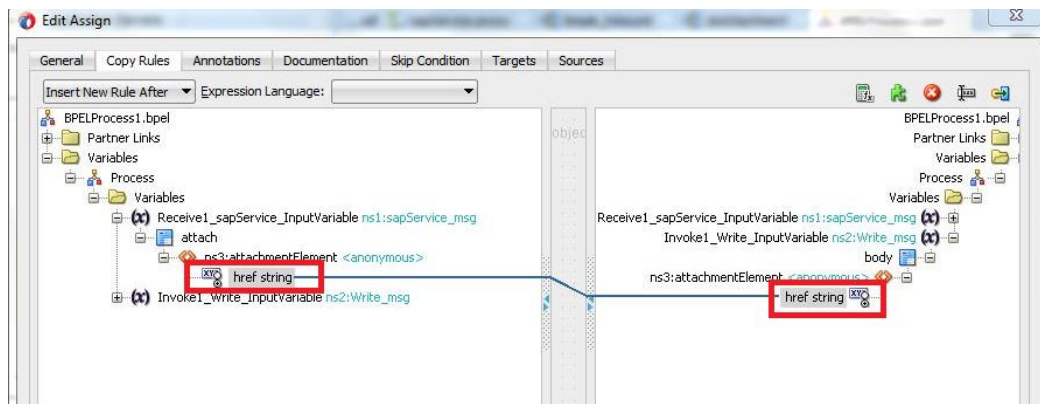 Edit Assign
General Copy Rules Annotations Documentation Skip Condition Targets Sources
Insert New Rule After Expression Language:
BPELProcess1.bpel
Partner Links
Variables
Process
Variables
Receive1_sapService_InputVariable ns1:sapService_msg
attach
ns3:attachmentElement <anonymous>
href string
Invoke1_Write_InputVariable ns2:Write_msg
objec
BPELProcess1.bpel
Partner Links
Variables
Process
Variables
Receive1_sapService_InputVariable ns1:sapService_msg
Invoke1_Write_InputVariable ns2:Write_msg
body
ns3:attachmentElement <anonymous>
href string